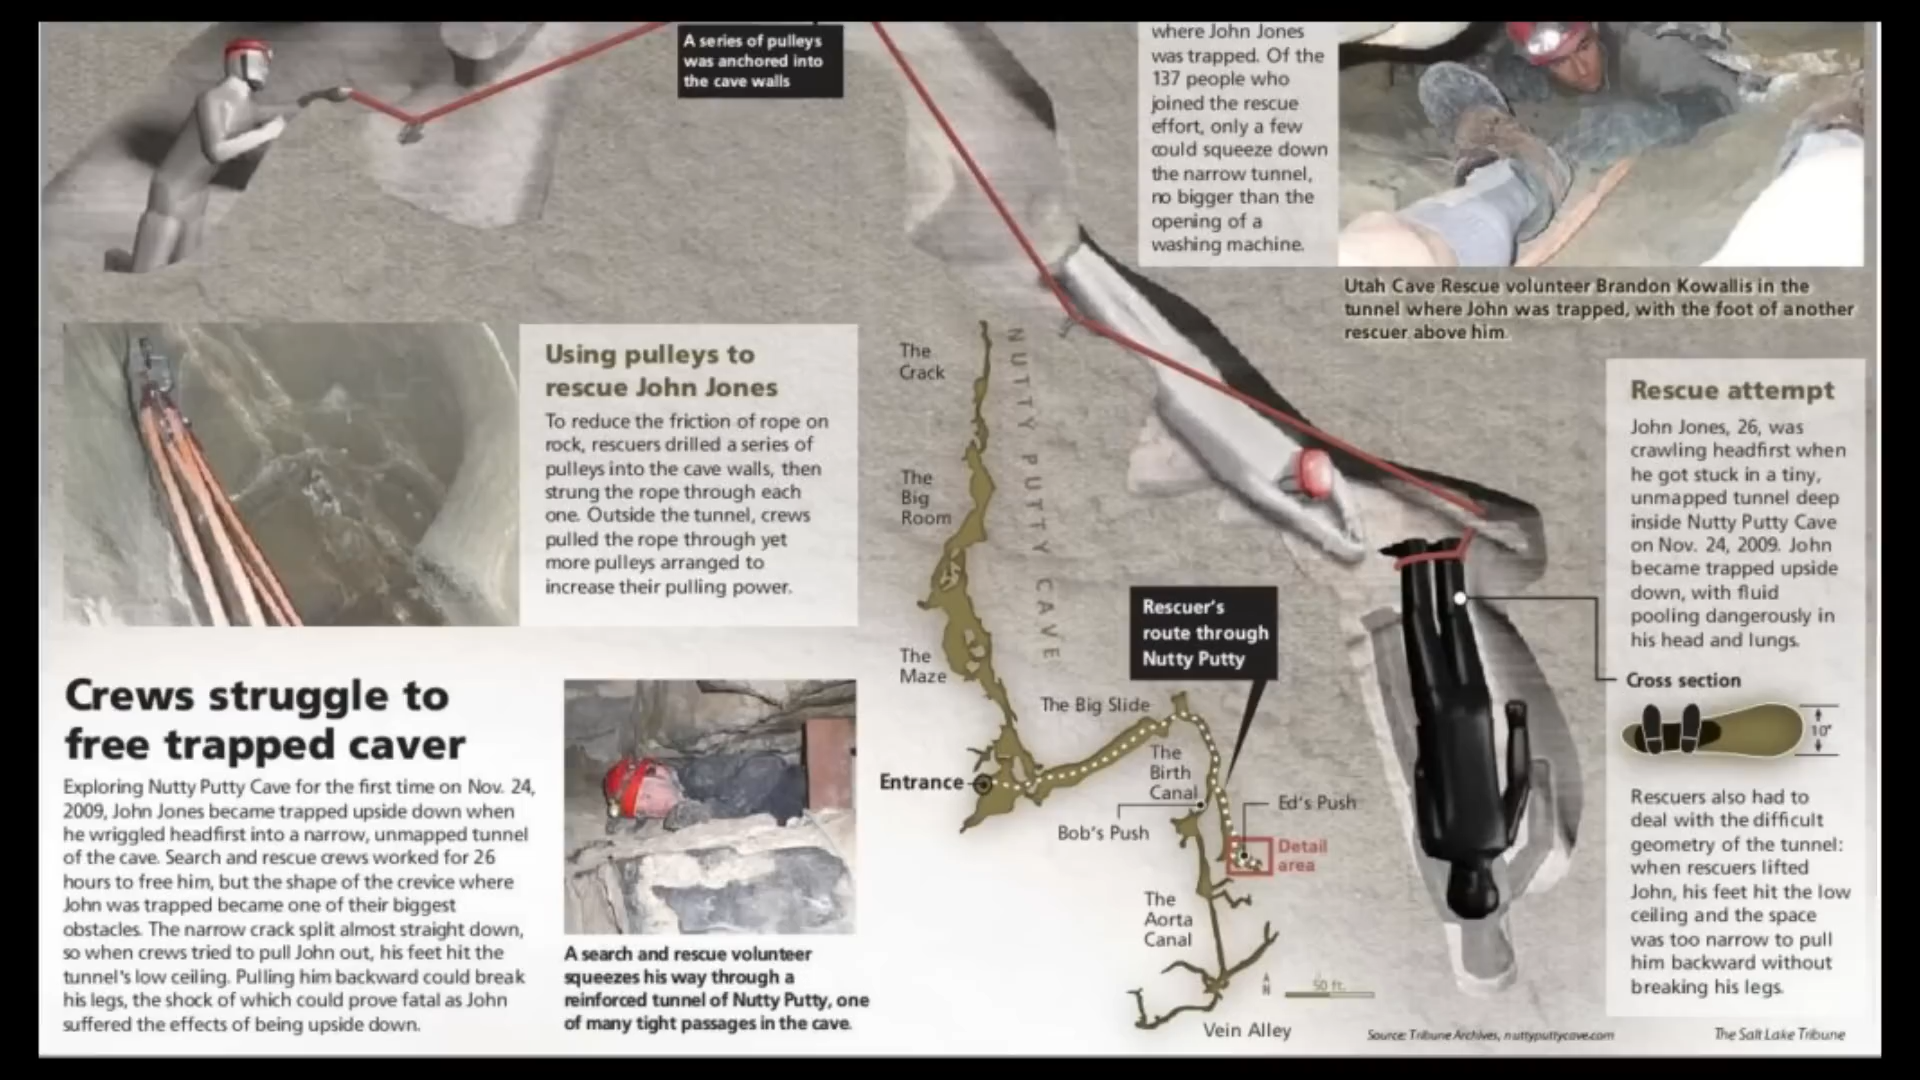 A series of pulleys
was anchored into
the cave walls
where John Jones
was trapped. Of the
137 people who
joined the rescue
effort, only a few
could squeeze down
the narrow tunnel,
no bigger than the
opening of a
washing machine.
Utah Cave Rescue volunteer Brandon Kowallis in the
tunnel where John was trapped, with the foot of another
rescuer above him.
Using pulleys to
rescue John Jones
To reduce the friction of rope on
rock, rescuers drilled a series of
pulleys into the cave walls, then
strung the rope through each
one. Outside the tunnel, crews
pulled the rope through yet
more pulleys arranged to
increase their pulling power.
Crews struggle to
free trapped caver
Exploring Nutty Putty Cave for the first time on Nov. 24,
2009, John Jones became trapped upside down when
he wriggled headfirst into a narrow, unmapped tunnel
of the cave. Search and rescue crews worked for 26
hours to free him, but the shape of the crevice where
John was trapped became one of their biggest
obstacles. The narrow crack split almost straight down,
so when crews tried to pull John out, his feet hit the
tunnel's low ceiling. Pulling him backward could break
his legs, the shock of which could prove fatal as John
suffered the effects of being upside down.
A search and rescue volunteer
squeezes his way through a
reinforced tunnel of Nutty Putty, one
of many tight passages in the cave.
NUTTY PUTTY CAVE
The
Crack
The
Big
Room
The
Maze
The Big Slide
Entrance
The
Birth
Canal
Bob's Push
Rescuer's
route through
Nutty Putty
Ed's Push
Detail
area
The
Aorta
Canal
Vein Alley
N
50 ft.
Rescue attempt
John Jones, 26, was
crawling headfirst when
he got stuck in a tiny,
unmapped tunnel deep
inside Nutty Putty Cave
on Nov. 24, 2009. John
became trapped upside
down, with fluid
pooling dangerously in
his head and lungs.
Cross section
10"
Rescuers also had to
deal with the difficult
geometry of the tunnel:
when rescuers lifted
John, his feet hit the low
ceiling and the space
was too narrow to pull
him backward without
breaking his legs.
Source: Tribune Archives, nuttyputtycave.com
The Salt Lake Tribune